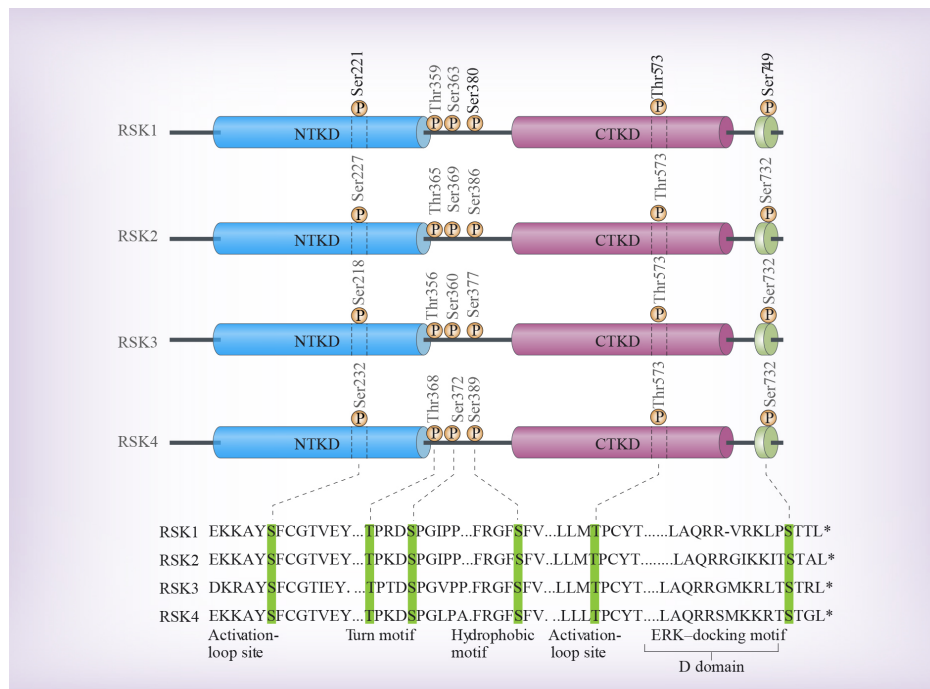 Ser221
Thr359
Ser363
Ser380
Thr573
Ser749
P P P P P P
RSK1 NTKD CTKD
Ser227
Thr365
Ser369
Ser386
Thr573
Ser732
P P P P P P
RSK2 NTKD CTKD
Ser218
Thr356
Ser360
Ser377
Thr573
Ser732
P P P P P P
RSK3 NTKD CTKD
Ser232
Thr368
Ser372
Ser389
Thr573
Ser732
P P P P P P
RSK4 NTKD CTKD
RSK1 EKKAYSFCGTVEY...TPRDSPGIPP...FRGFSFV...LLMTPCYT......LAQRR-VRKLPSTTL*
RSK2 EKKAYSFCGTVEY...TPKDSPGIPP...FRGFSFV...LLMTPCYT........LAQRRGIKKITSTAL*
RSK3 DKRAYSFCGTIEY. ...TPTDSPGVPP.FRGFSFV...LLMTPCYT......LAQRRGMKRLTSTRL*
RSK4 EKKAYSFCGTVEY...TPKDSPGLPA.FRGFSFV. ..LLLTPCYT......LAQRRSMKKRTSTGL*
Activation-loop site Turn motif Hydrophobic motif Activation-loop site ERK–docking motif
D domain